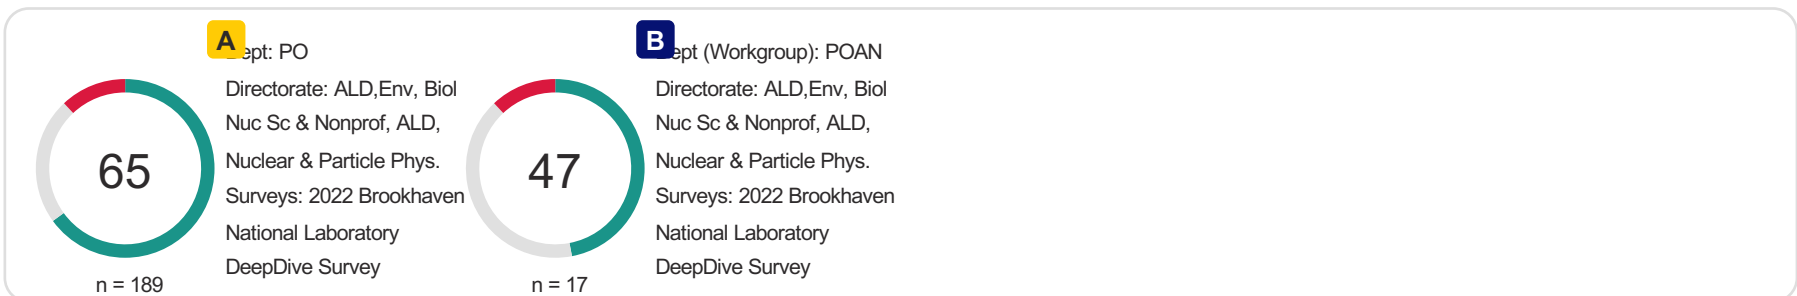 A
ept: PO
Directorate: ALD,Env, Biol
Nuc Sc & Nonprof, ALD,
Nuclear & Particle Phys.
Surveys: 2022 Brookhaven
National Laboratory
DeepDive Survey
65
n = 189
B
ept (Workgroup): POAN
Directorate: ALD,Env, Biol
Nuc Sc & Nonprof, ALD,
Nuclear & Particle Phys.
Surveys: 2022 Brookhaven
National Laboratory
DeepDive Survey
47
n = 17